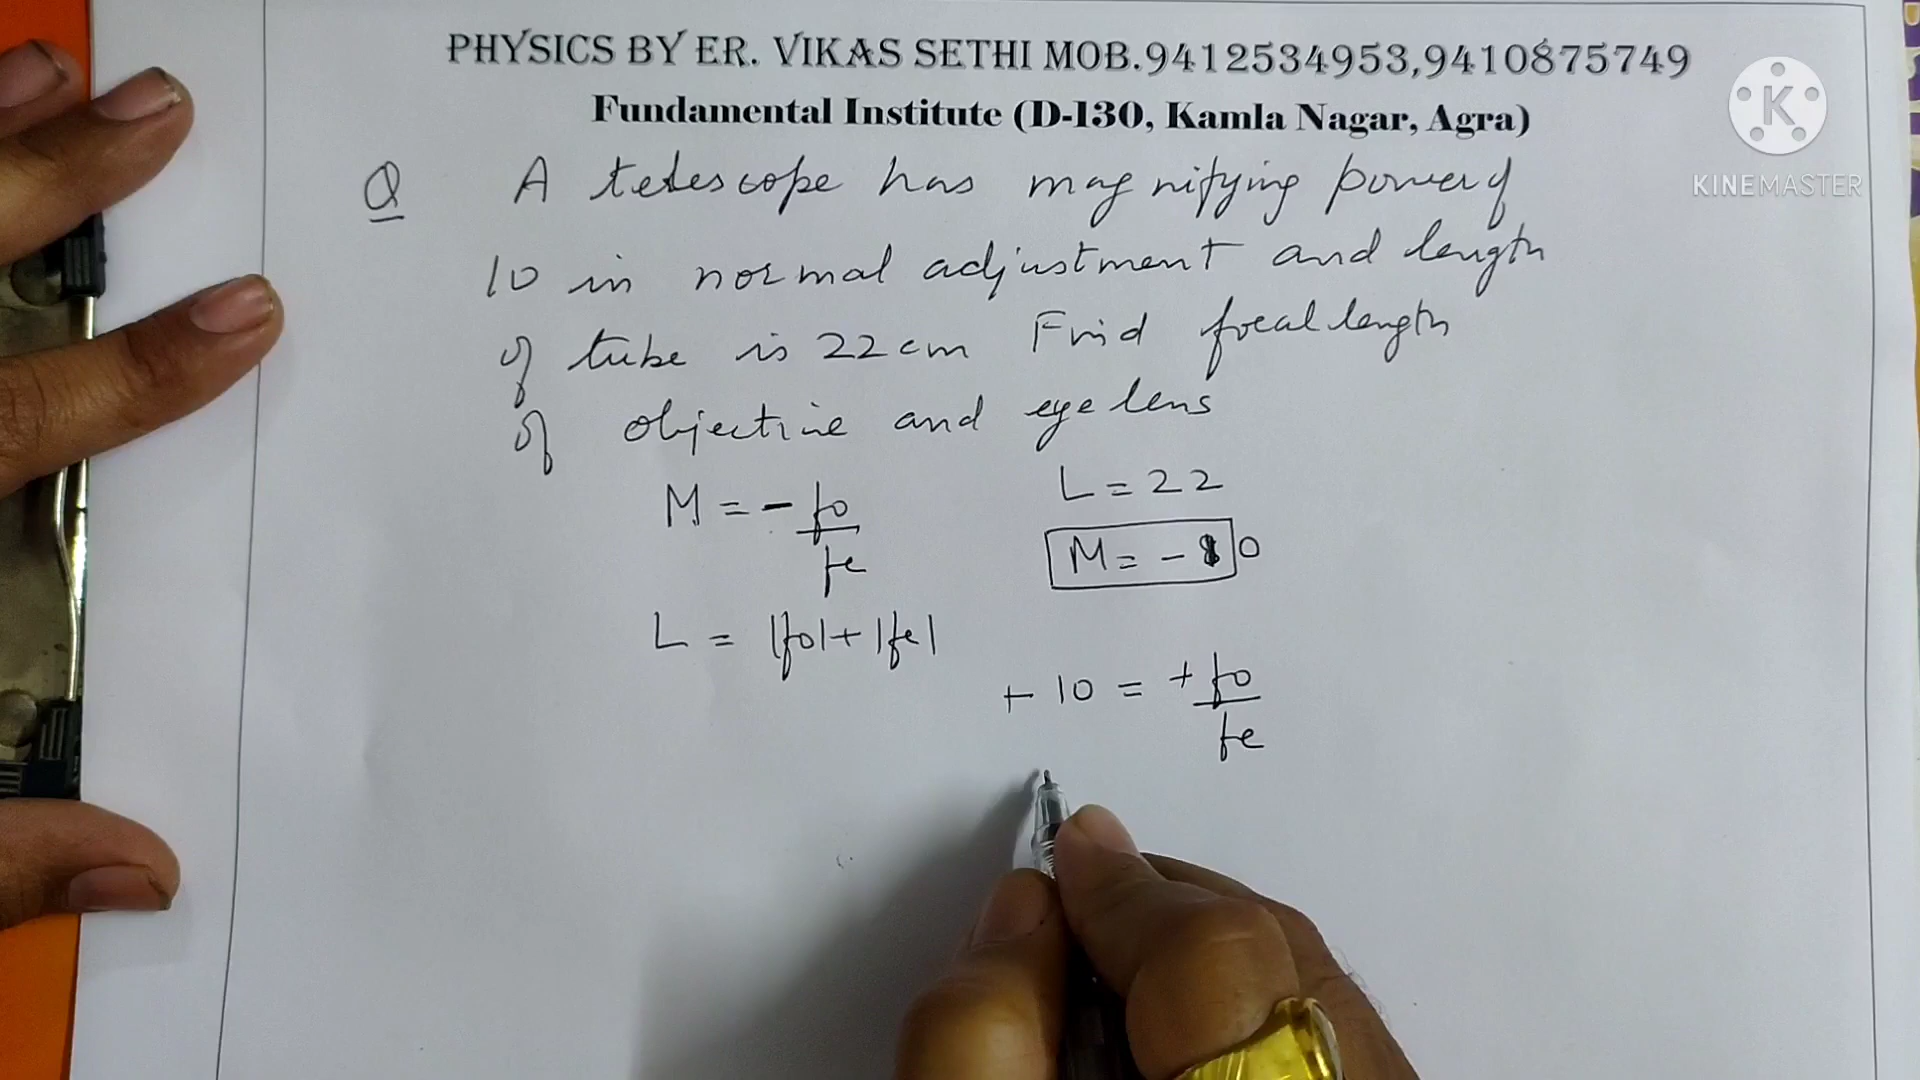 PHYSICS BY ER. VIKAS SETHI MOB.9412534953,9410875749
Fundamental Institute (D-130, Kamla Nagar, Agra)
K
KINEMASTER
Q A telescope has magnifying power of
10 in normal adjustment and length
of tube is 22 cm Find focal length
of objective and eye lens
M = - fo/fe
L = 22
M = - 10
L = |fo| + |fe|
+ 10 = + fo/fe